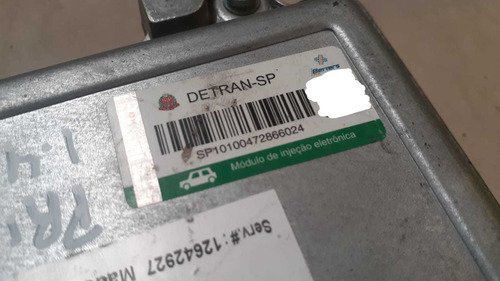 DETRAN-SP
SP10100472866024
Módulo de injeção eletrônica
Serv.#: 12642927